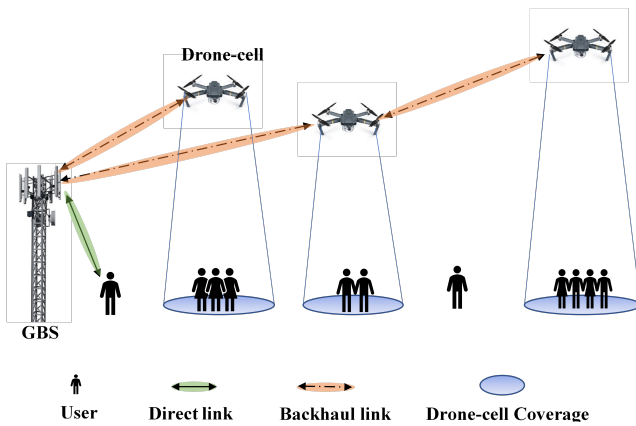 Drone-cell
GBS
User
Direct link
Backhaul link
Drone-cell Coverage